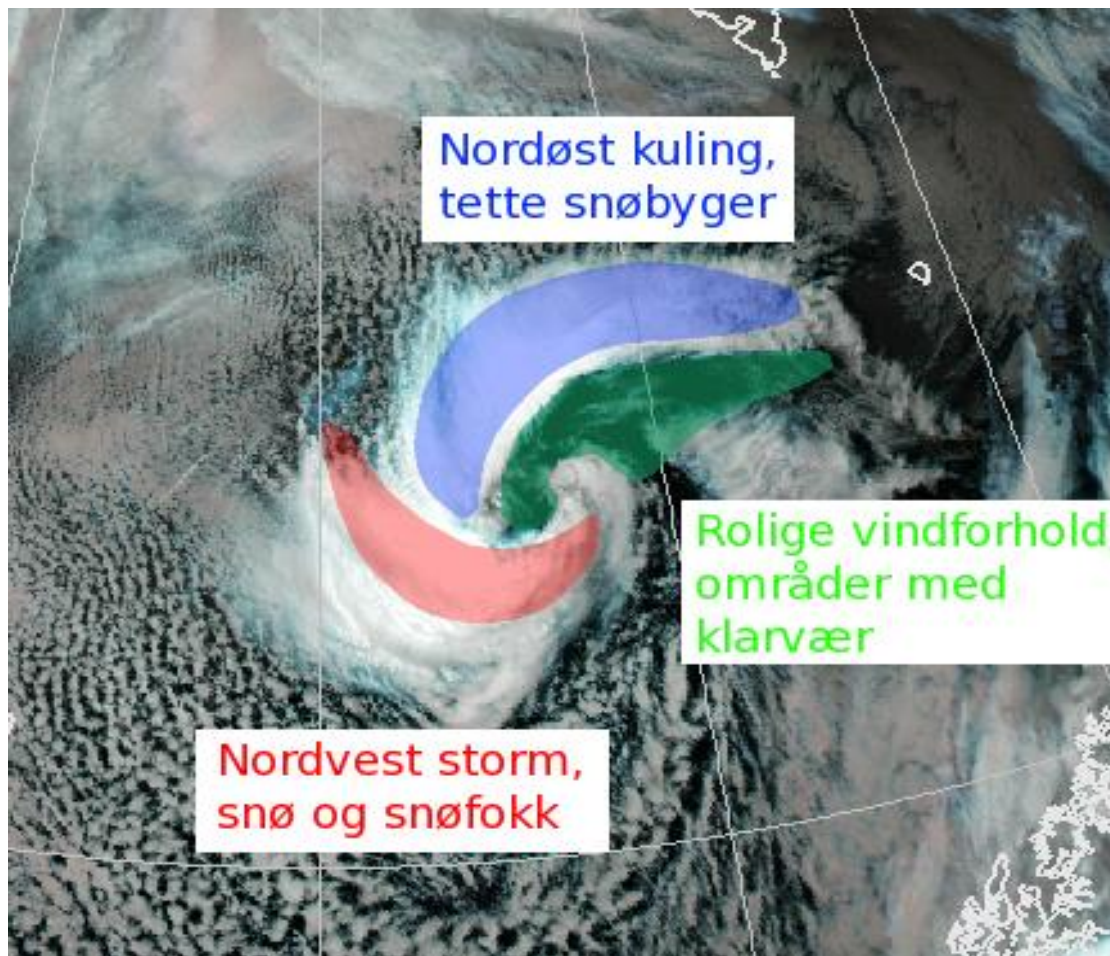 Nordøst kuling,
tette snøbyger
Rolige vindforhold
områder med
klarvær
Nordvest storm,
snø og snøfokk